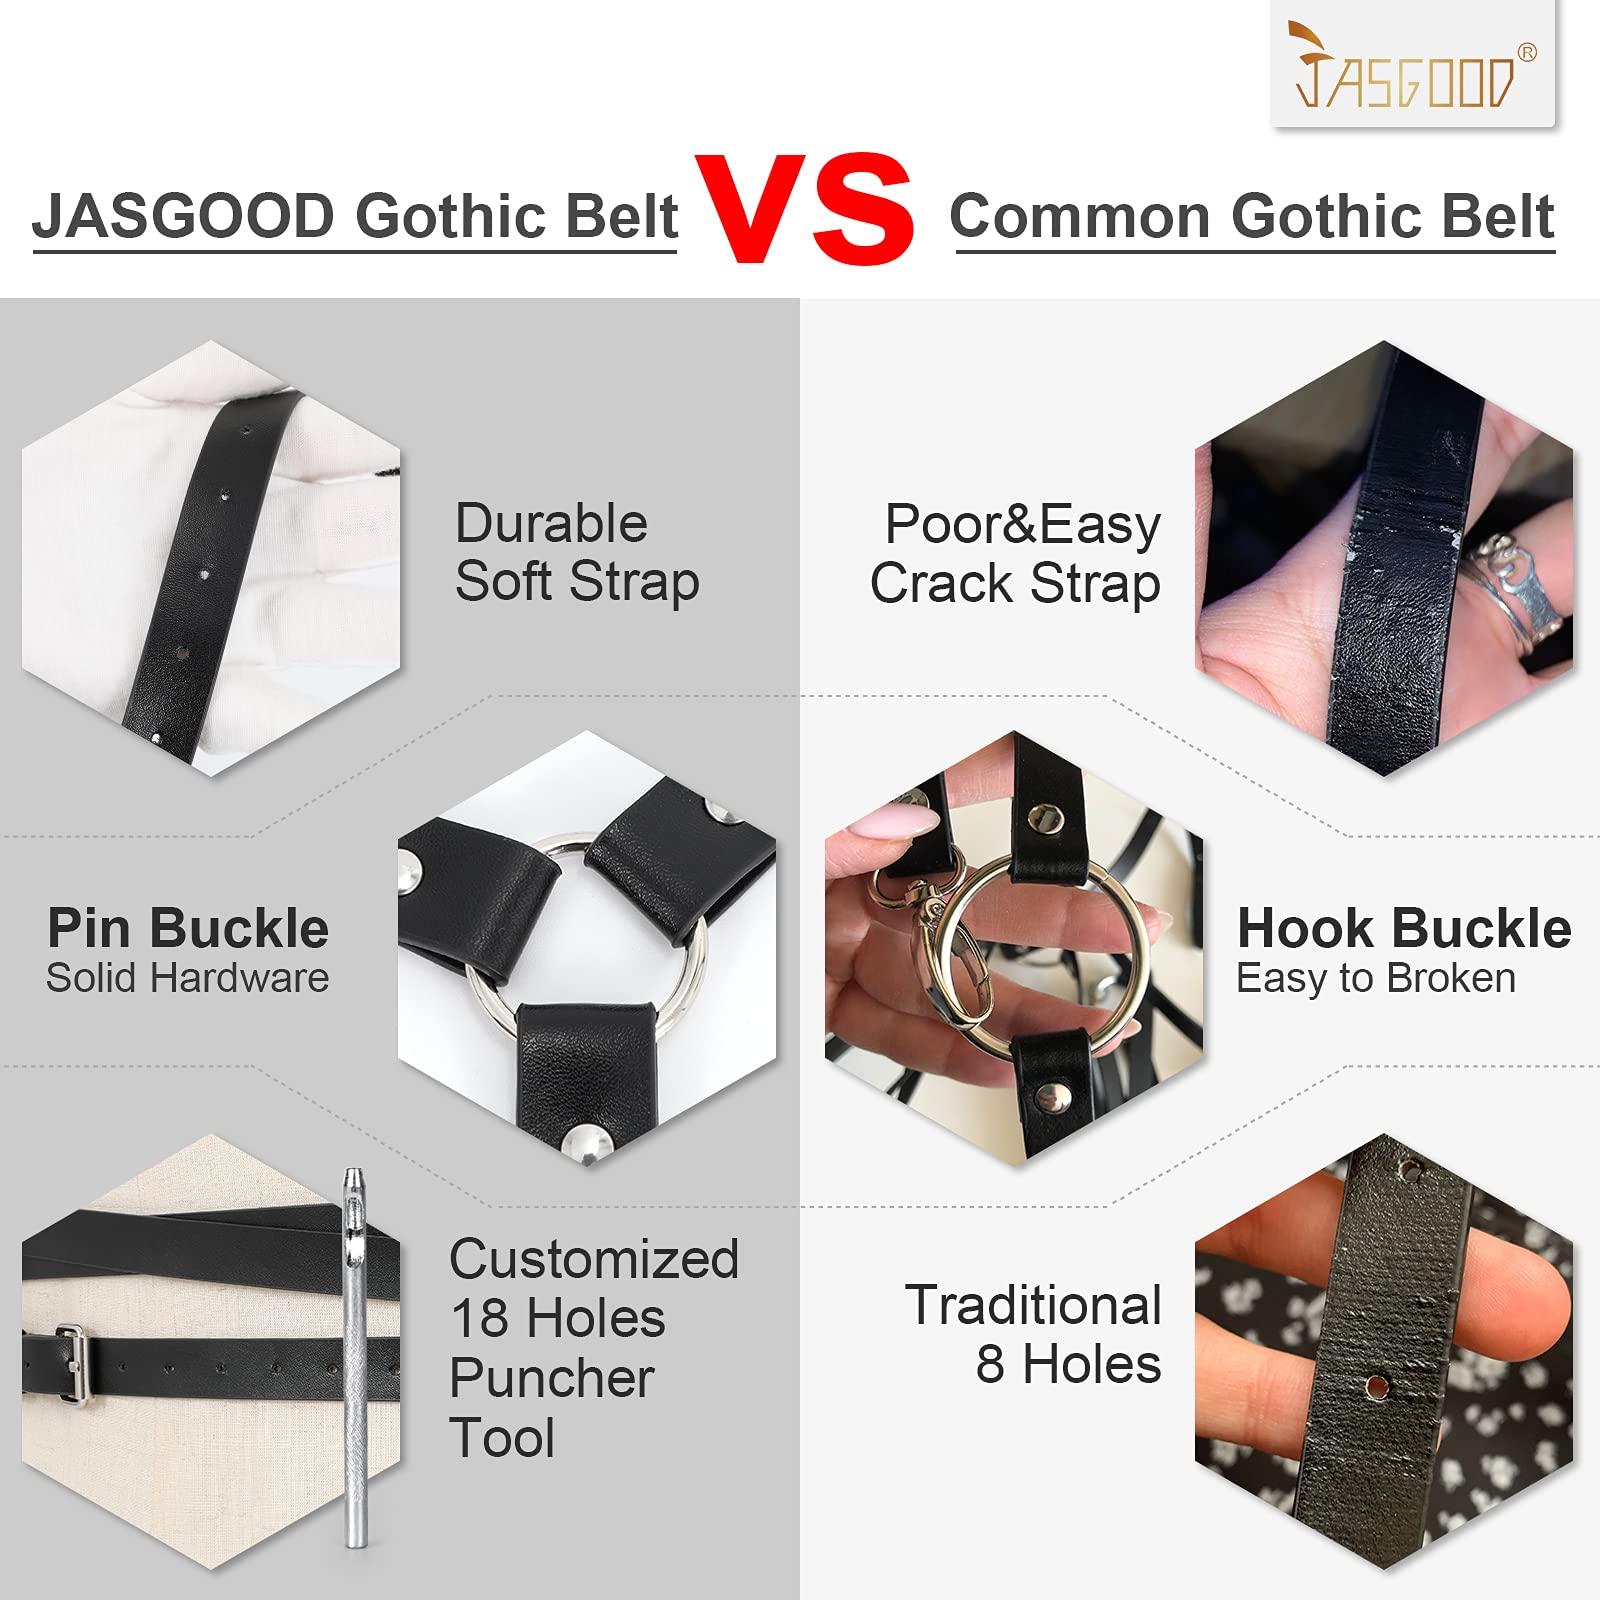 JASGOOD®
JASGOOD Gothic Belt VS Common Gothic Belt
Durable
Soft Strap
Poor&Easy
Crack Strap
Pin Buckle
Solid Hardware
Hook Buckle
Easy to Broken
Customized
18 Holes
Puncher
Tool
Traditional
8 Holes